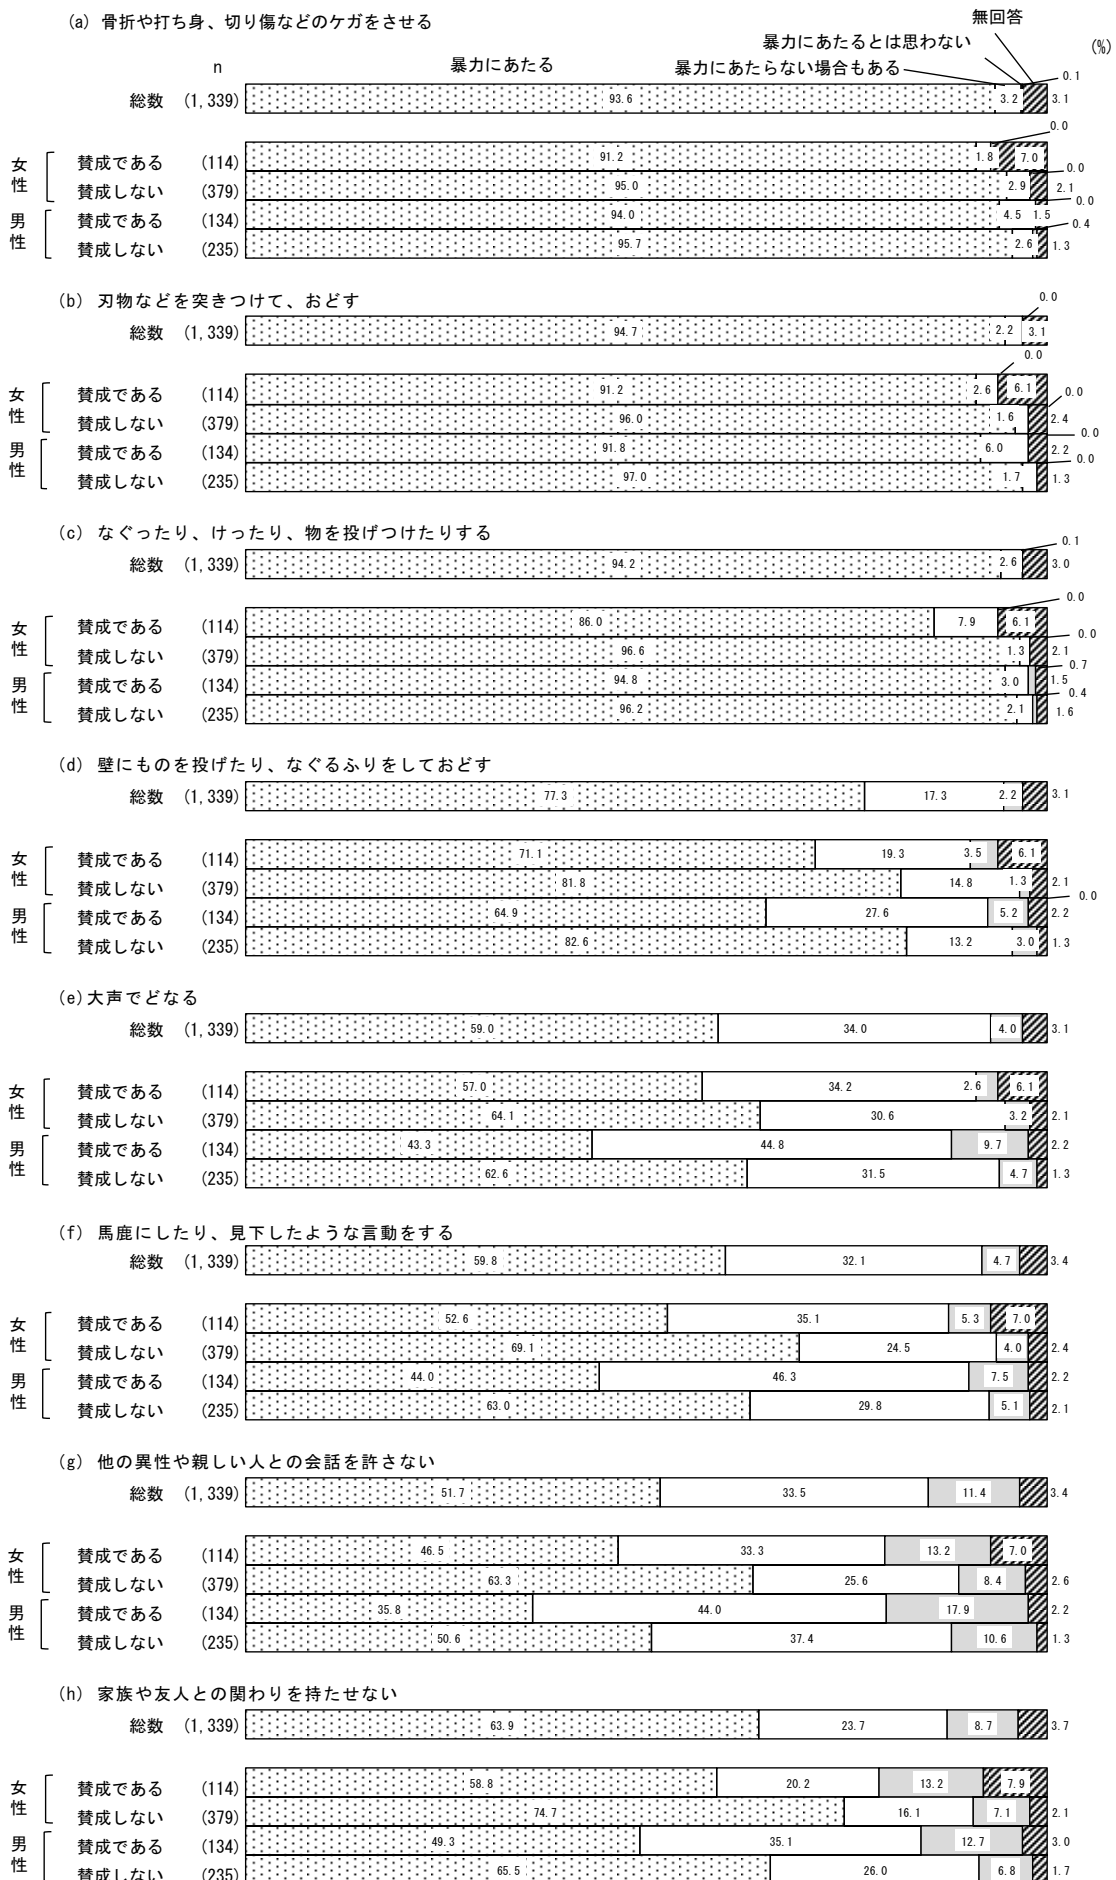 (a) 骨折や打ち身、切り傷などのケガをさせる
無回答
暴力にあたるとは思わない
(%)
n 暴力にあたる 暴力にあたらない場合もある
0.1
総数 (1,339) 93.6 3.2 3.1
0.0
女性 賛成である (114) 91.2 1.8 7.0
0.0
賛成しない (379) 95.0 2.9 2.1
0.0
男性 賛成である (134) 94.0 4.5 1.5
0.4
賛成しない (235) 95.7 2.6 1.3
(b) 刃物などを突きつけて、おどす
0.0
総数 (1,339) 94.7 2.2 3.1
0.0
女性 賛成である (114) 91.2 2.6 6.1
0.0
賛成しない (379) 96.0 1.6 2.4
0.0
男性 賛成である (134) 91.8 6.0 2.2
0.0
賛成しない (235) 97.0 1.7 1.3
(c) なぐったり、けったり、物を投げつけたりする
0.1
総数 (1,339) 94.2 2.6 3.0
0.0
女性 賛成である (114) 86.0 7.9 6.1
0.0
賛成しない (379) 96.6 1.3 2.1
0.7
男性 賛成である (134) 94.8 3.0 1.5
0.4
賛成しない (235) 96.2 2.1 1.6
(d) 壁にものを投げたり、なぐるふりをしておどす
総数 (1,339) 77.3 17.3 2.2 3.1
女性 賛成である (114) 71.1 19.3 3.5 6.1
賛成しない (379) 81.8 14.8 1.3 2.1
0.0
男性 賛成である (134) 64.9 27.6 5.2 2.2
賛成しない (235) 82.6 13.2 3.0 1.3
(e)大声でどなる
総数 (1,339) 59.0 34.0 4.0 3.1
女性 賛成である (114) 57.0 34.2 2.6 6.1
賛成しない (379) 64.1 30.6 3.2 2.1
男性 賛成である (134) 43.3 44.8 9.7 2.2
賛成しない (235) 62.6 31.5 4.7 1.3
(f) 馬鹿にしたり、見下したような言動をする
総数 (1,339) 59.8 32.1 4.7 3.4
女性 賛成である (114) 52.6 35.1 5.3 7.0
賛成しない (379) 69.1 24.5 4.0 2.4
男性 賛成である (134) 44.0 46.3 7.5 2.2
賛成しない (235) 63.0 29.8 5.1 2.1
(g) 他の異性や親しい人との会話を許さない
総数 (1,339) 51.7 33.5 11.4 3.4
女性 賛成である (114) 46.5 33.3 13.2 7.0
賛成しない (379) 63.3 25.6 8.4 2.6
男性 賛成である (134) 35.8 44.0 17.9 2.2
賛成しない (235) 50.6 37.4 10.6 1.3
(h) 家族や友人との関わりを持たせない
総数 (1,339) 63.9 23.7 8.7 3.7
女性 賛成である (114) 58.8 20.2 13.2 7.9
賛成しない (379) 74.7 16.1 7.1 2.1
男性 賛成である (134) 49.3 35.1 12.7 3.0
賛成しない (235) 65.5 26.0 6.8 1.7